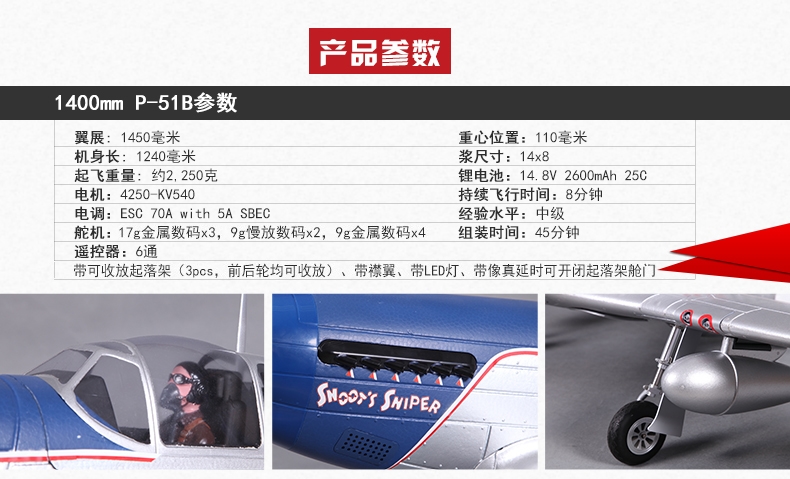 产品参数
1400mm P-51B参数
翼展: 1450毫米 重心位置: 110毫米
机身长: 1240毫米 浆尺寸: 14x8
起飞重量: 约2,250克 锂电池: 14.8V 2600mAh 25C
电机: 4250-KV540 持续飞行时间: 8分钟
电调: ESC 70A with 5A SBEC 经验水平: 中级
舵机: 17g金属数码x3, 9g慢放数码x2, 9g金属数码x4 组装时间: 45分钟
遥控器: 6通
带可收放起落架 (3pcs, 前后轮均可收放) 、带襟翼、带LED灯、带像真延时可开闭起落架舱门
SNOOT'S SNIPER